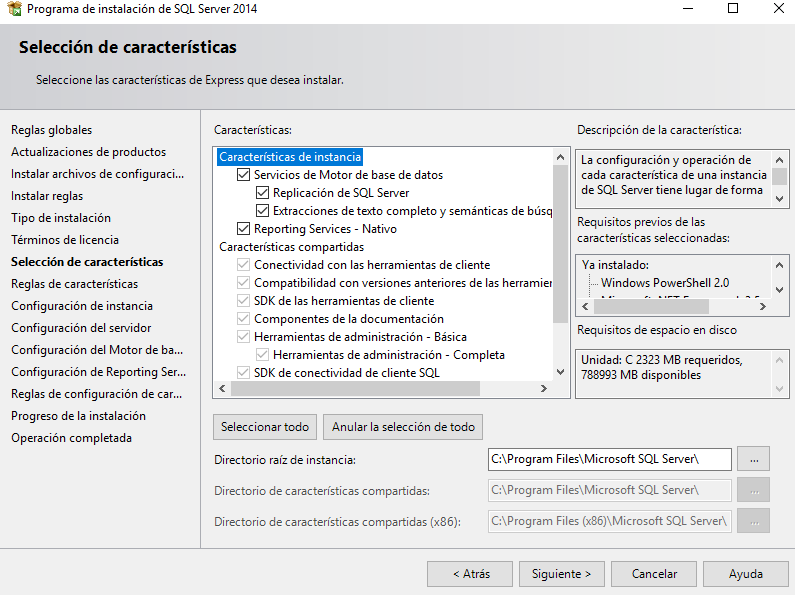 Programa de instalación de SQL Server 2014
Selección de características
Seleccione las características de Express que desea instalar.
Reglas globales
Actualizaciones de productos
Instalar archivos de configuraci...
Instalar reglas
Tipo de instalación
Términos de licencia
Selección de características
Reglas de características
Configuración de instancia
Configuración del servidor
Configuración del Motor de ba...
Configuración de Reporting Ser...
Reglas de configuración de car...
Progreso de la instalación
Operación completada
Características:
Características de instancia
Servicios de Motor de base de datos
Replicación de SQL Server
Extracciones de texto completo y semánticas de búsq
Reporting Services - Nativo
Características compartidas
Conectividad con las herramientas de cliente
Compatibilidad con versiones anteriores de las herramier
SDK de las herramientas de cliente
Componentes de la documentación
Herramientas de administración - Básica
Herramientas de administración - Completa
SDK de conectividad de cliente SQL
Descripción de la característica:
La configuración y operación de
cada característica de una instancia
de SQL Server tiene lugar de forma
Requisitos previos de las
características seleccionadas:
Ya instalado:
Windows PowerShell 2.0
Requisitos de espacio en disco
Unidad: C 2323 MB requeridos,
788993 MB disponibles
Seleccionar todo
Anular la selección de todo
Directorio raíz de instancia:
C:\Program Files\Microsoft SQL Server\
...
Directorio de características compartidas:
C:\Program Files\Microsoft SQL Server\
...
Directorio de características compartidas (x86):
C:\Program Files (x86)\Microsoft SQL Server\
...
< Atrás
Siguiente >
Cancelar
Ayuda